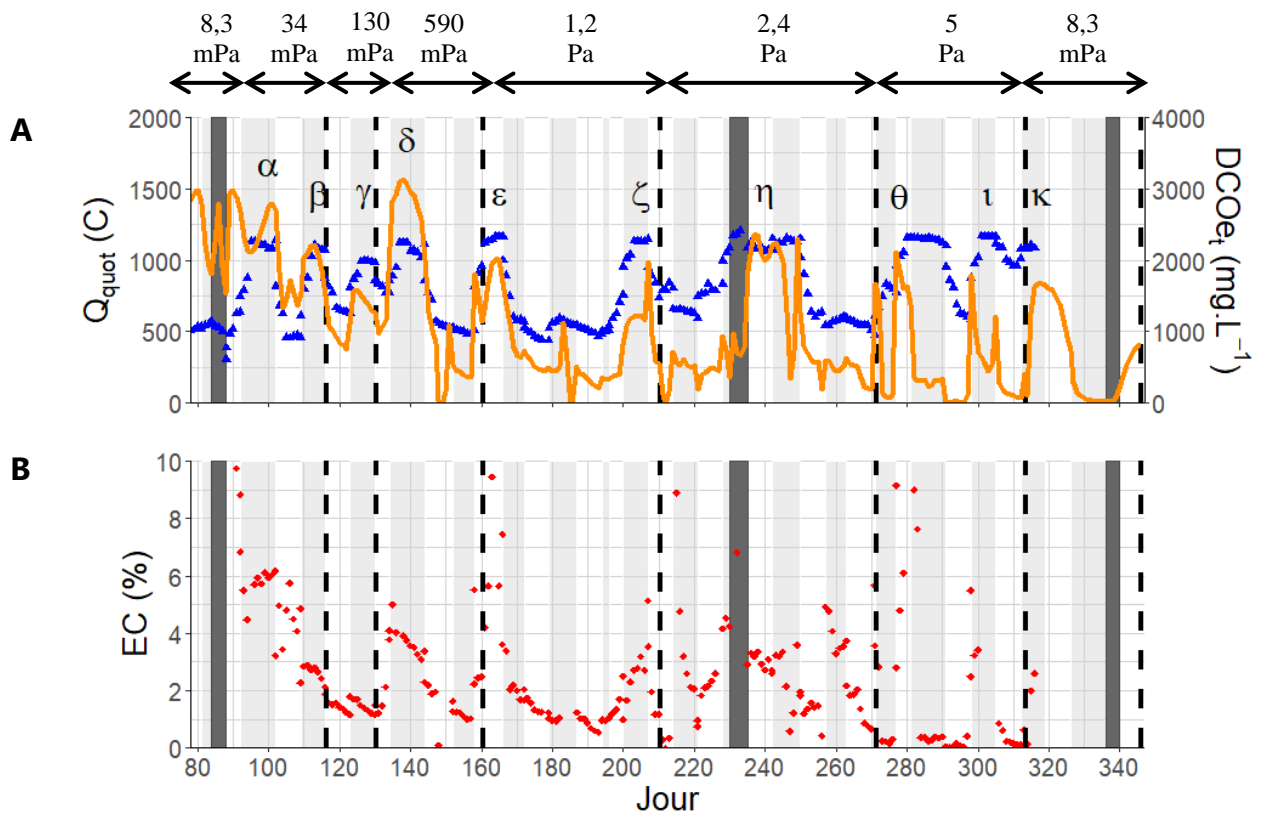 8,3 34 130 590 1,2 2,4 5 8,3
mPa mPa mPa mPa Pa Pa Pa mPa
A
2000 4000
1500 3000
1000 2000
500 1000
0 0
Q_quot (C)
DCOe_t (mg.L⁻¹)
α β γ δ ε ζ η θ ι κ
B
10
8
6
4
2
0
EC (%)
80 100 120 140 160 180 200 220 240 260 280 300 320 340
Jour